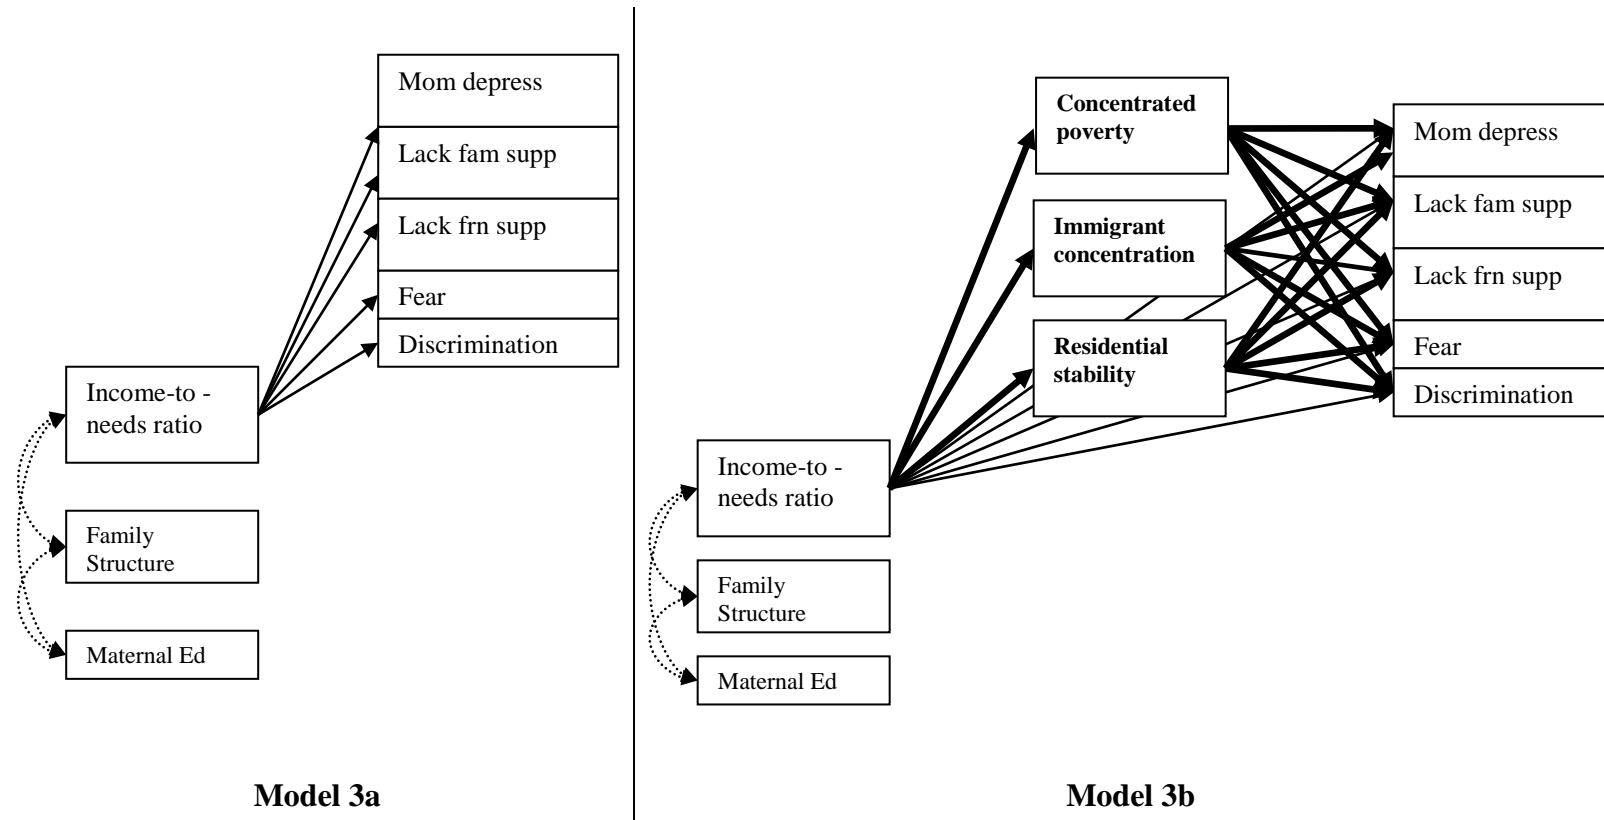 Mom depress
Lack fam supp
Lack frn supp
Fear
Discrimination
Income-to -
needs ratio
Family
Structure
Maternal Ed
Model 3a
Concentrated
poverty
Immigrant
concentration
Residential
stability
Mom depress
Lack fam supp
Lack frn supp
Fear
Discrimination
Income-to -
needs ratio
Family
Structure
Maternal Ed
Model 3b